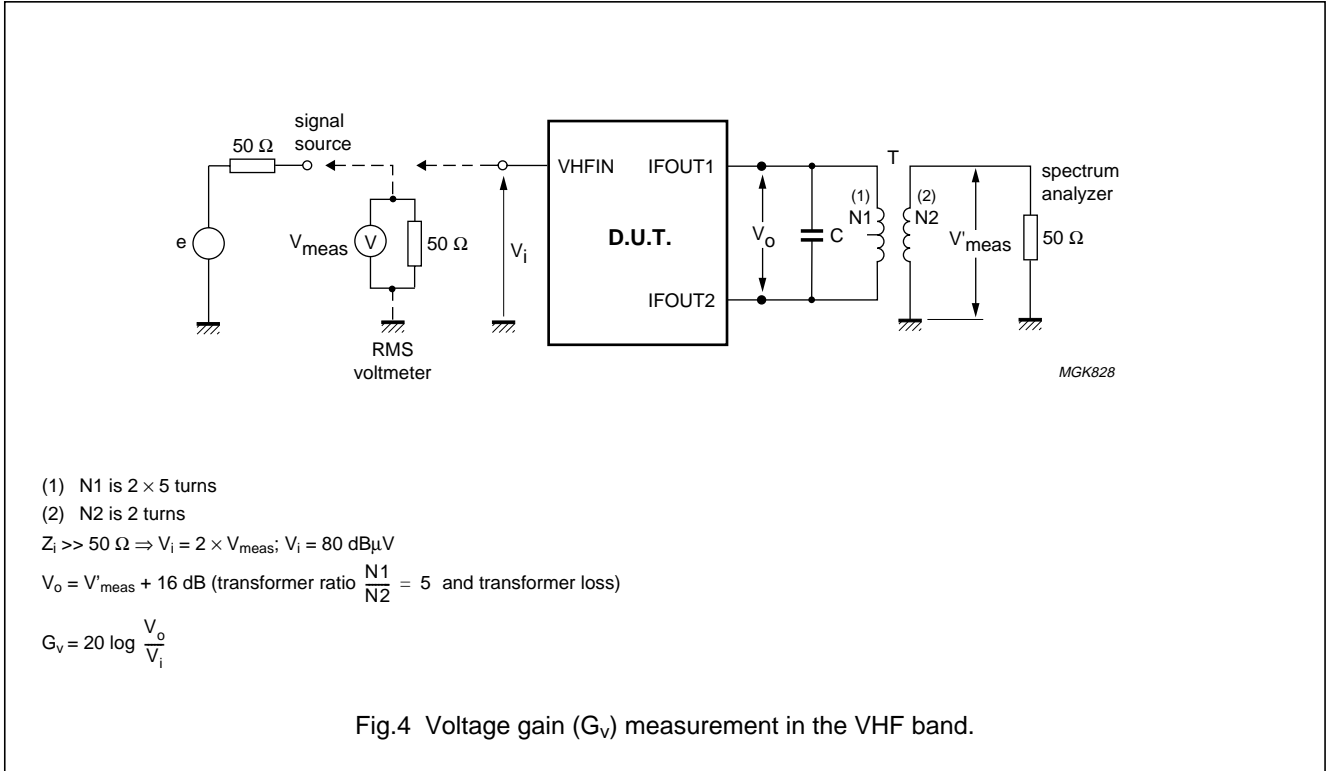 signal
source
50 Ω
e
V_meas
V
50 Ω
RMS
voltmeter
V_i
VHFIN
IFOUT1
D.U.T.
IFOUT2
V_o
C
(1)
N1
T
(2)
N2
V'_meas
spectrum
analyzer
50 Ω
MGK828
(1) N1 is 2 × 5 turns
(2) N2 is 2 turns
Z_i >> 50 Ω ⇒ V_i = 2 × V_meas; V_i = 80 dBμV
V_o = V'_meas + 16 dB (transformer ratio N1/N2 = 5 and transformer loss)
G_v = 20 log V_o/V_i
Fig.4 Voltage gain (G_v) measurement in the VHF band.